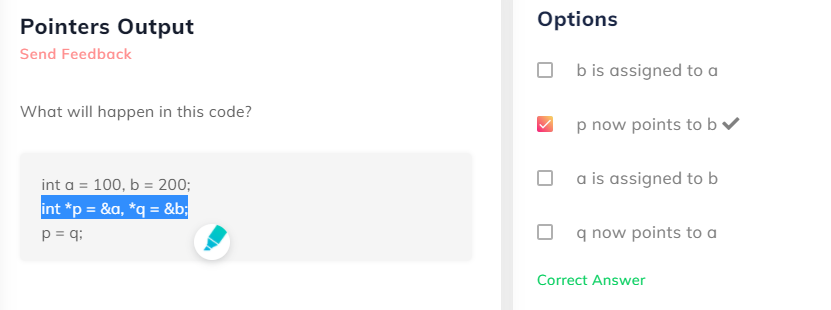 Pointers Output
Send Feedback
What will happen in this code?
int a = 100, b = 200;
int *p = &a, *q = &b;
p = q;
Options
b is assigned to a
p now points to b
a is assigned to b
q now points to a
Correct Answer